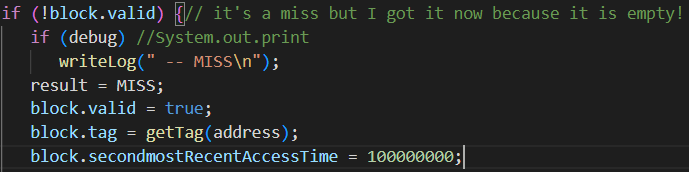 if (!block.valid) {// it's a miss but I got it now because it is empty!
if (debug) //System.out.print
writeLog(" -- MISS\n");
result = MISS;
block.valid = true;
block.tag = getTag(address);
block.secondmostRecentAccessTime = 100000000;